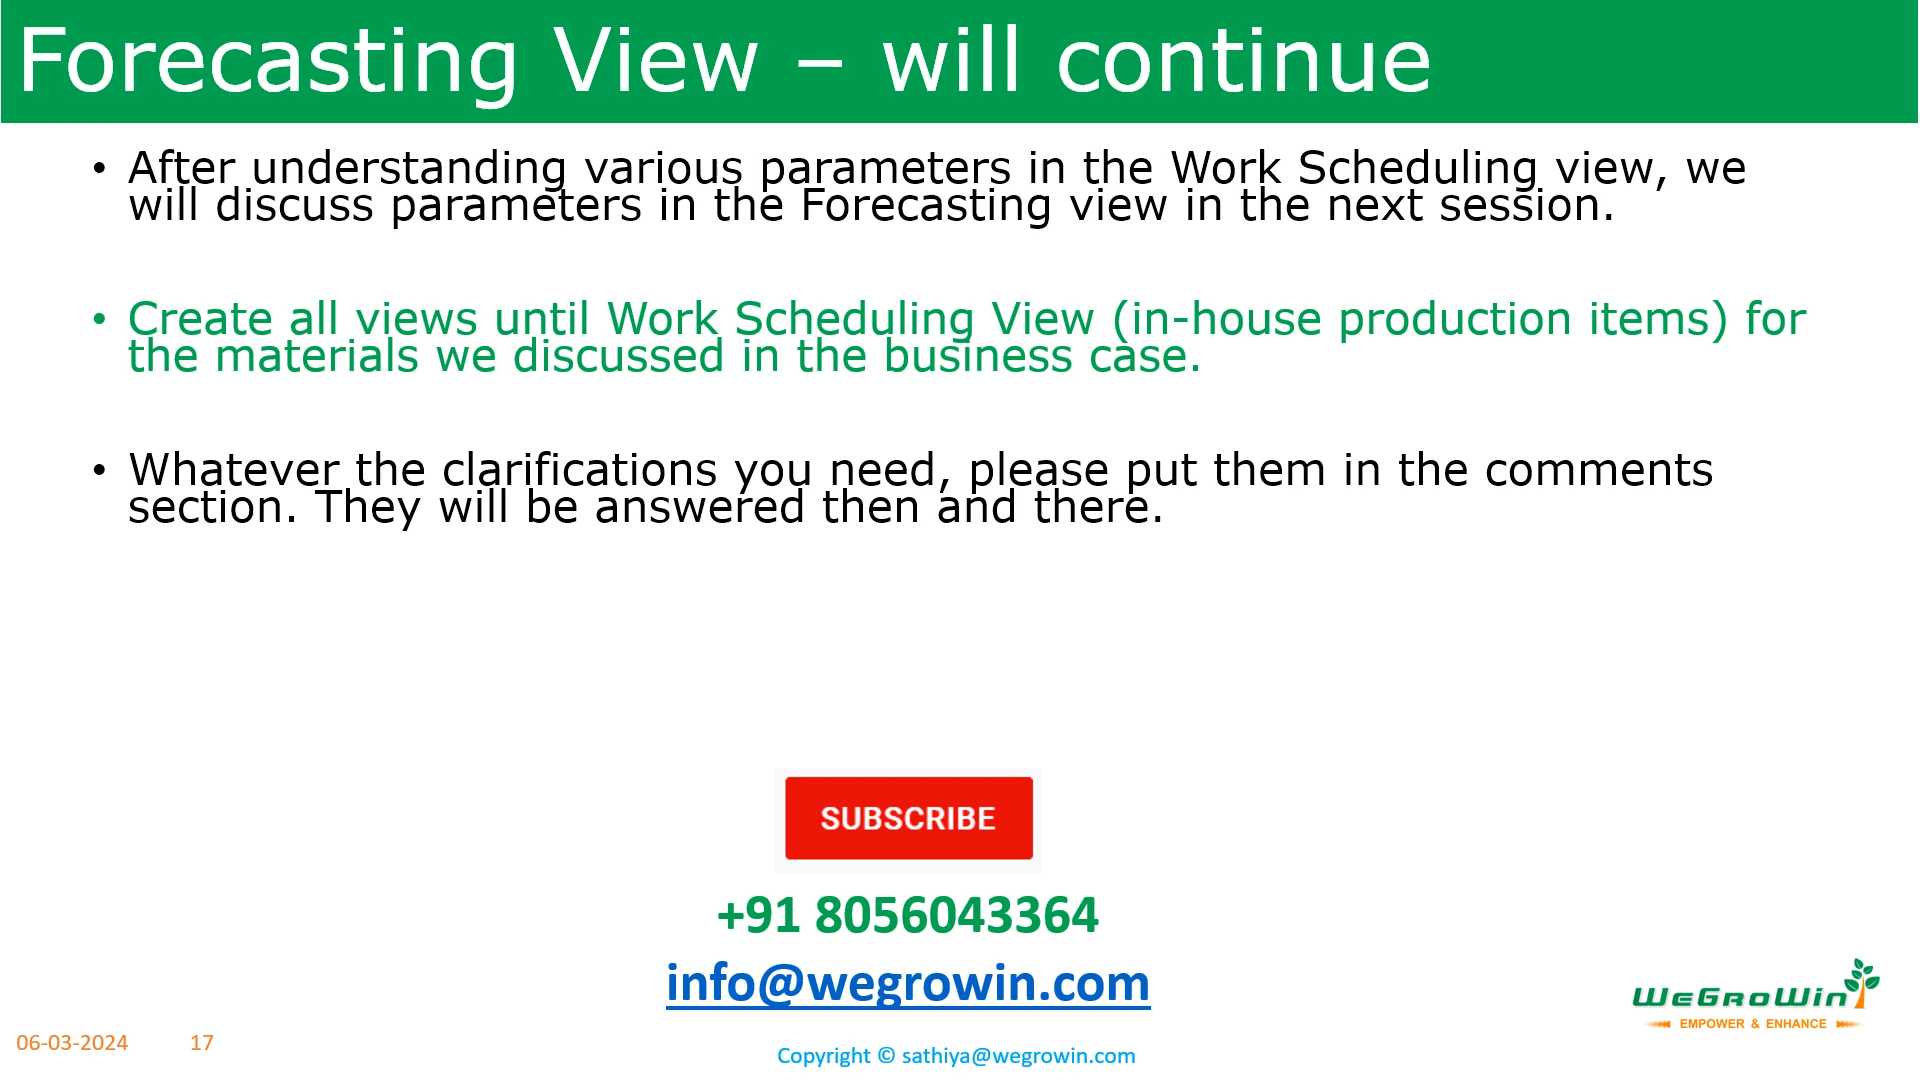 Forecasting View – will continue
• After understanding various parameters in the Work Scheduling view, we
will discuss parameters in the Forecasting view in the next session.
• Create all views until Work Scheduling View (in-house production items) for
the materials we discussed in the business case.
• Whatever the clarifications you need, please put them in the comments
section. They will be answered then and there.
SUBSCRIBE
+91 8056043364
info@wegrowin.com
WeGroWin
EMPOWER & ENHANCE
06-03-2024 17
Copyright © sathiya@wegrowin.com